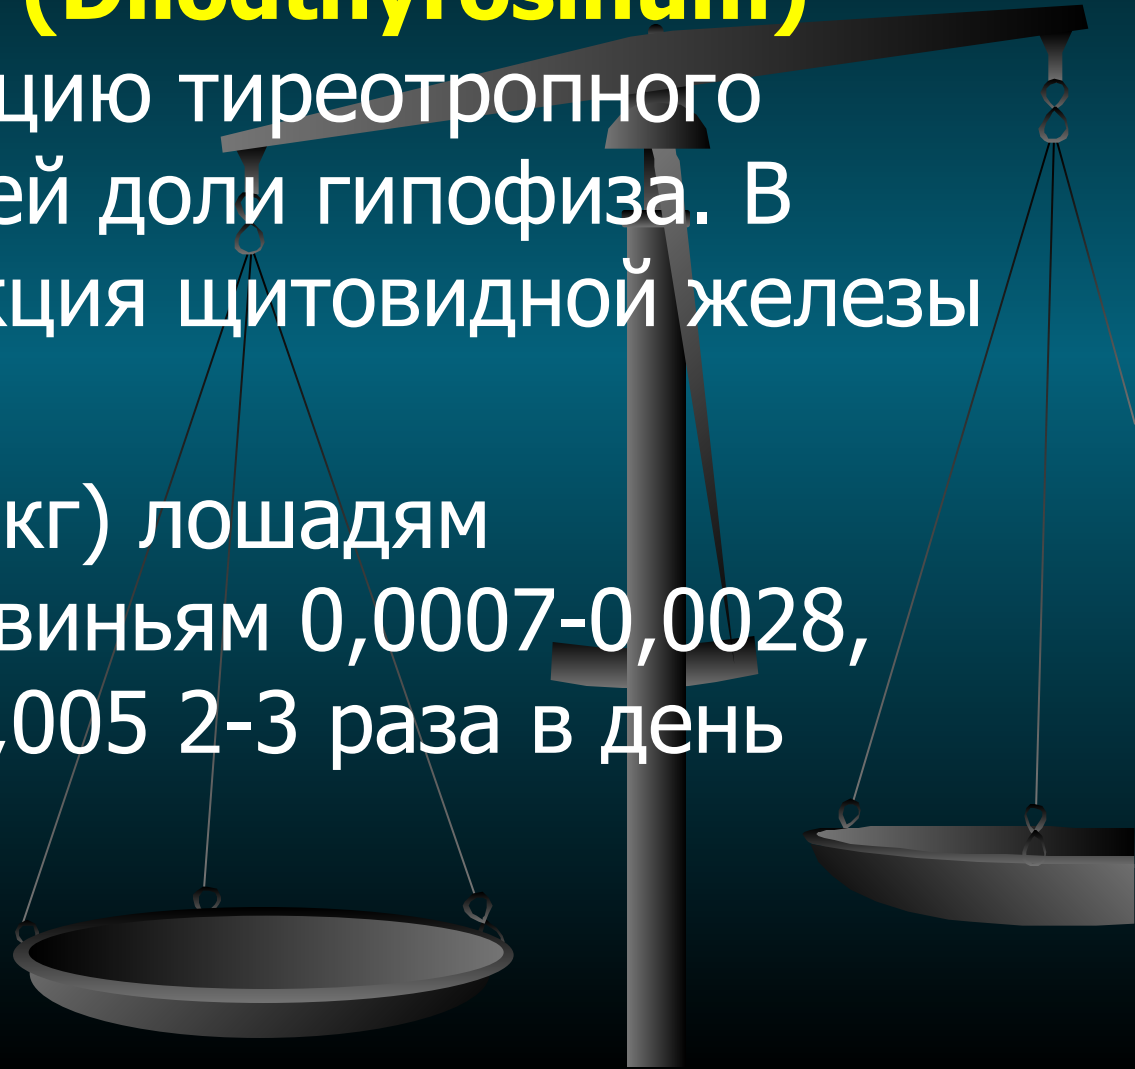 (Dijodthyrosinum)
цию тиреотропного
ей доли гипофиза. В
кция щитовидной железы
кг) лошадям
виньям 0,0007-0,0028,
,005 2-3 раза в день